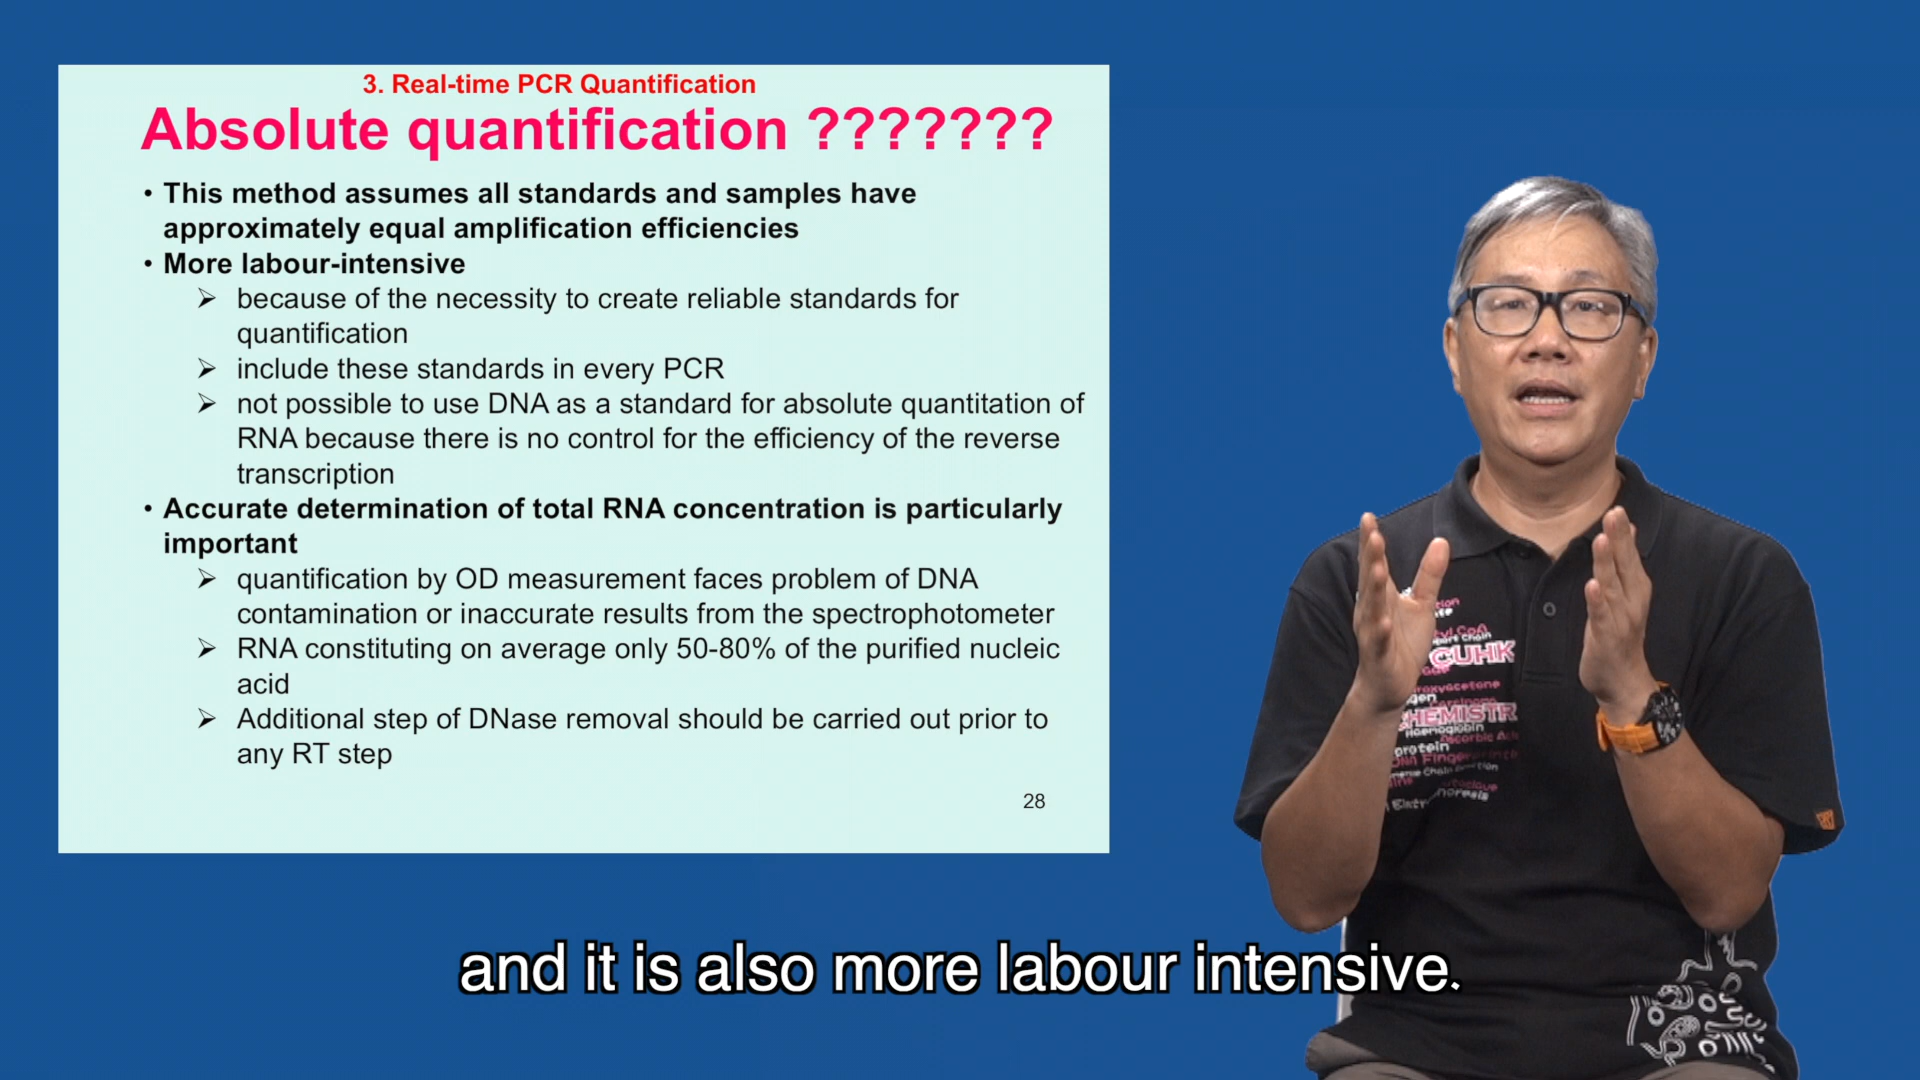 3. Real-time PCR Quantification
Absolute quantification ???????
• This method assumes all standards and samples have
approximately equal amplification efficiencies
• More labour-intensive
➢ because of the necessity to create reliable standards for
quantification
➢ include these standards in every PCR
➢ not possible to use DNA as a standard for absolute quantitation of
RNA because there is no control for the efficiency of the reverse
transcription
• Accurate determination of total RNA concentration is particularly
important
➢ quantification by OD measurement faces problem of DNA
contamination or inaccurate results from the spectrophotometer
➢ RNA constituting on average only 50-80% of the purified nucleic
acid
➢ Additional step of DNase removal should be carried out prior to
any RT step
28
CUHK
HEMISTR
Haemoglobin
protein
and it is also more labour intensive.